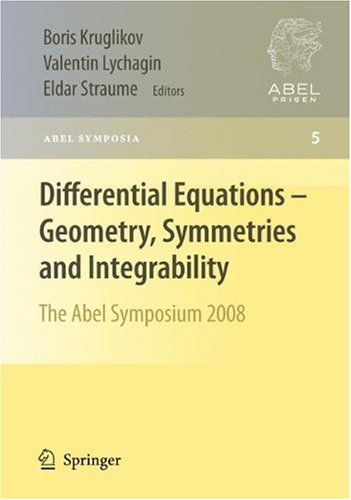 Boris Kruglikov
Valentin Lychagin
Eldar Straume Editors
ABEL
PRISEN
ABEL SYMPOSIA 5
Differential Equations –
Geometry, Symmetries
and Integrability
The Abel Symposium 2008
Springer